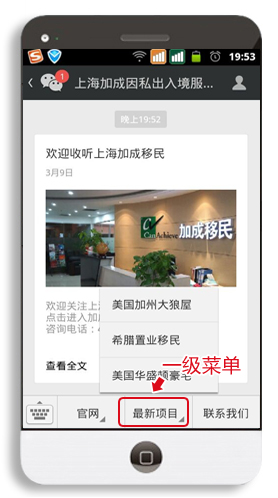 19:53
1
上海加成因私出入境服...
晚上19:52
欢迎收听上海加成移民
3月9日
CanAchieve 加成移民
美国加州大狼屋
欢迎关注上
点击进入加
咨询电话:
希腊置业移民
美国华盛顿豪宅
一级菜单
查看全文
官网
最新项目
联系我们